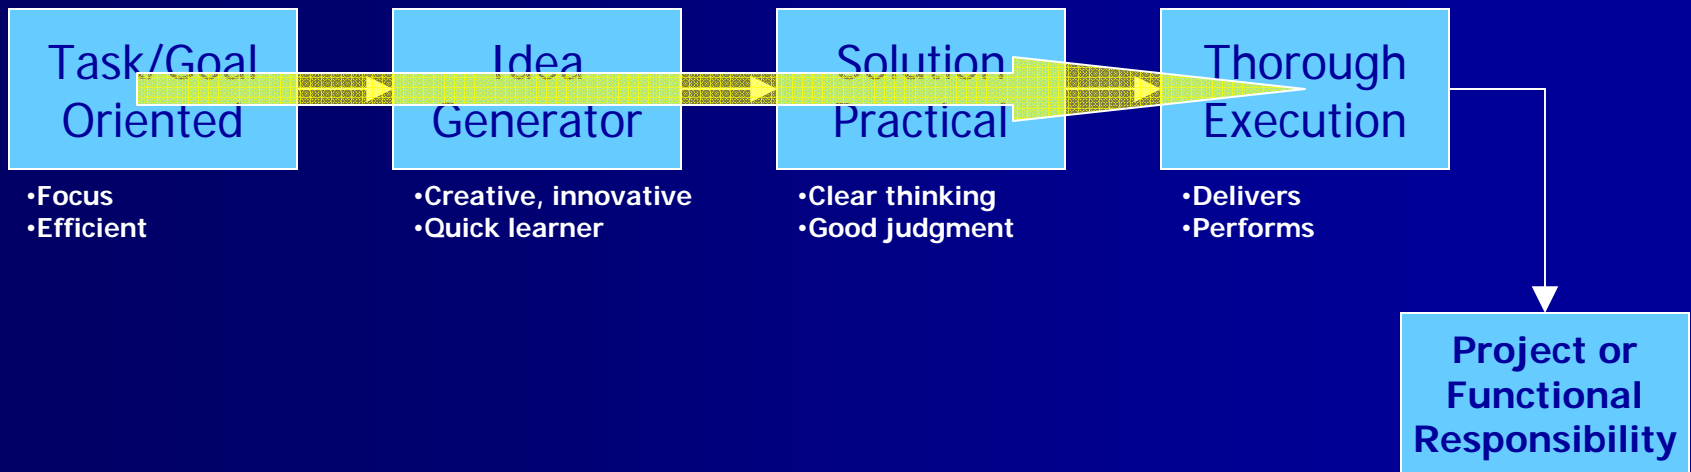 Task/Goal
Oriented
•Focus
•Efficient
Idea
Generator
•Creative, innovative
•Quick learner
Solution
Practical
•Clear thinking
•Good judgment
Thorough
Execution
•Delivers
•Performs
Project or
Functional
Responsibility